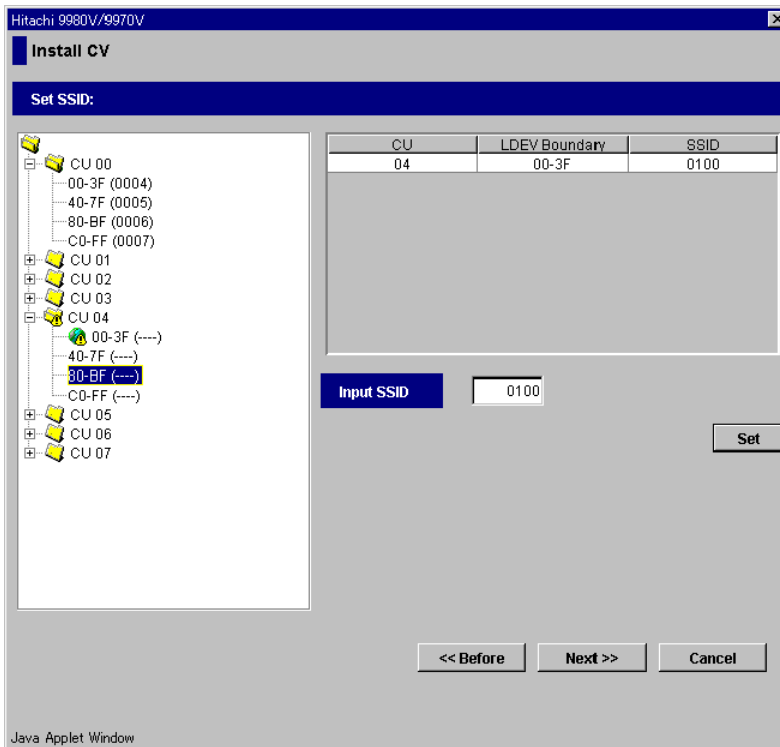 Hitachi 9980V/9970V
Install CV
Set SSID:
CU 00
00-3F (0004)
40-7F (0005)
80-BF (0006)
C0-FF (0007)
CU 01
CU 02
CU 03
CU 04
00-3F (----)
40-7F (----)
80-BF (----)
C0-FF (----)
CU 05
CU 06
CU 07
CU LDEV Boundary SSID
04 00-3F 0100
Input SSID 0100
Set
<< Before Next >> Cancel
Java Applet Window